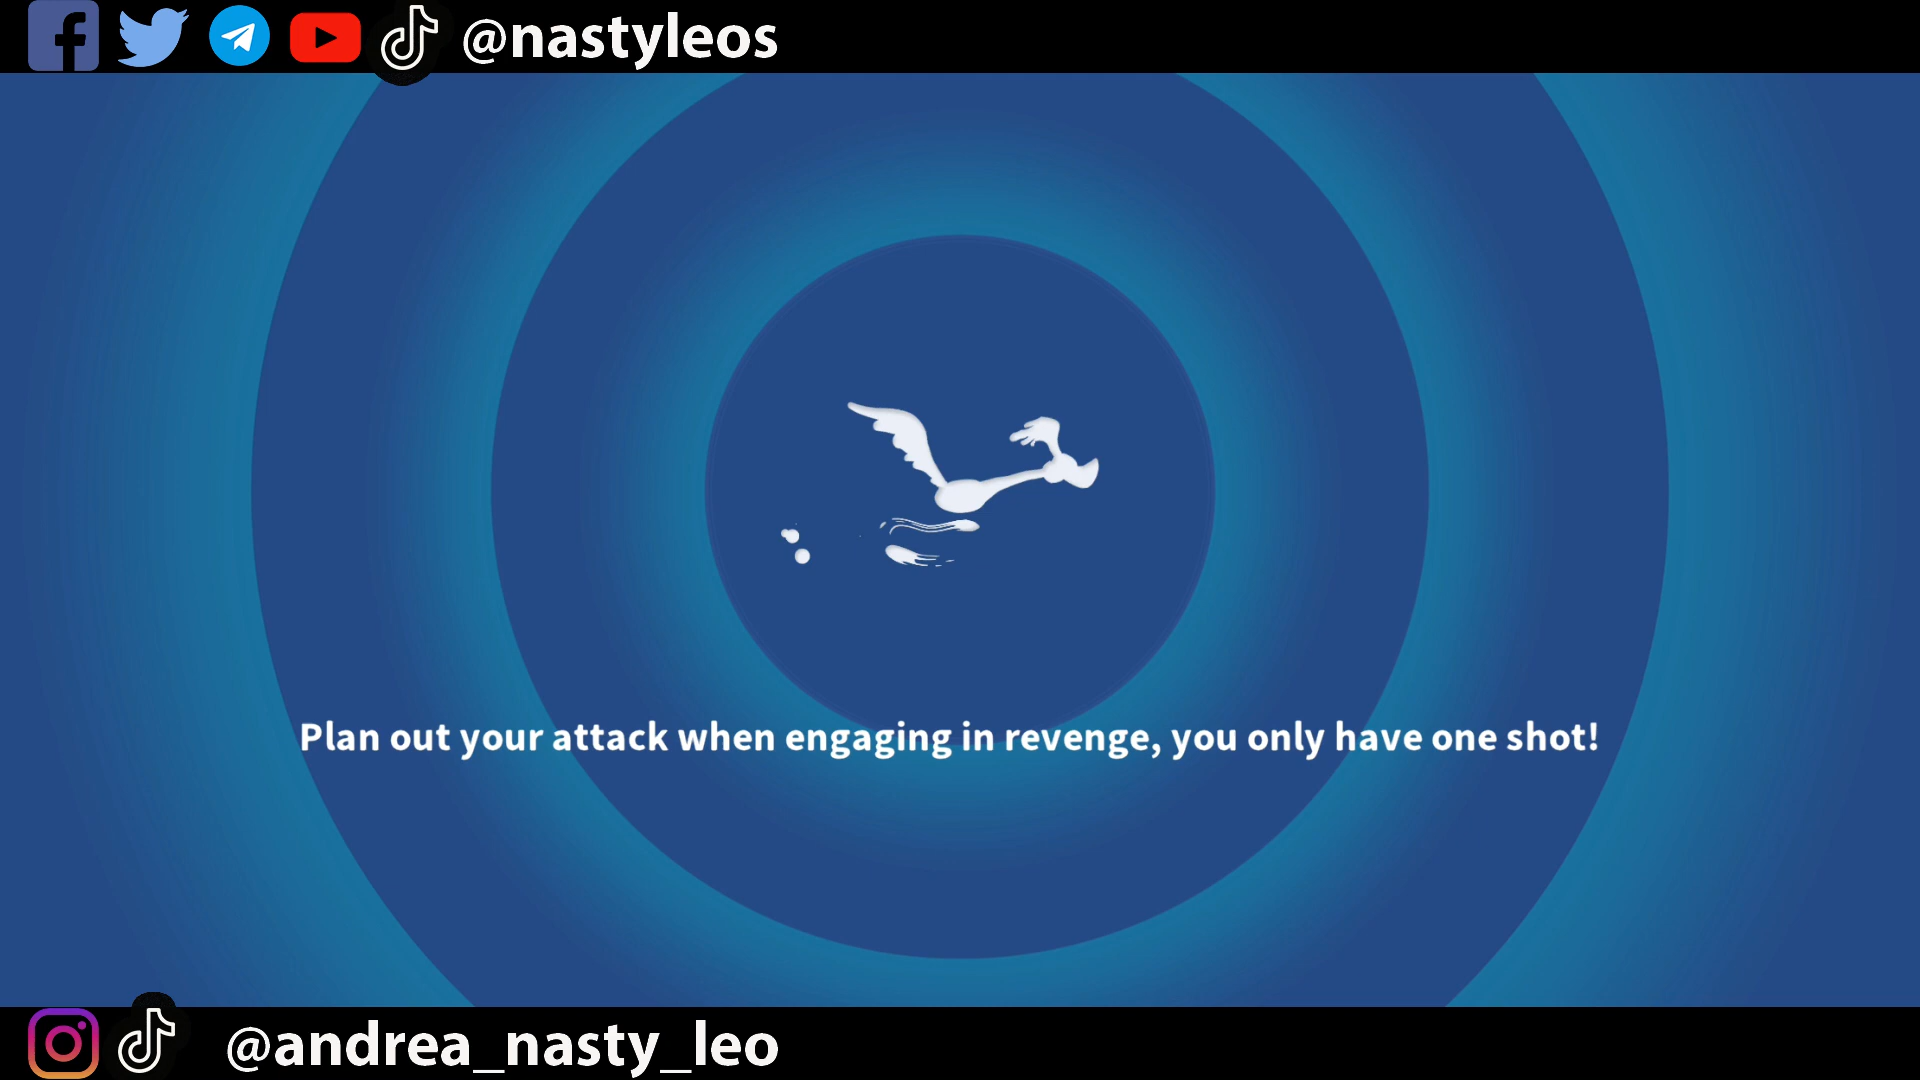 @nastyleos
Plan out your attack when engaging in revenge, you only have one shot!
@andrea_nasty_leo